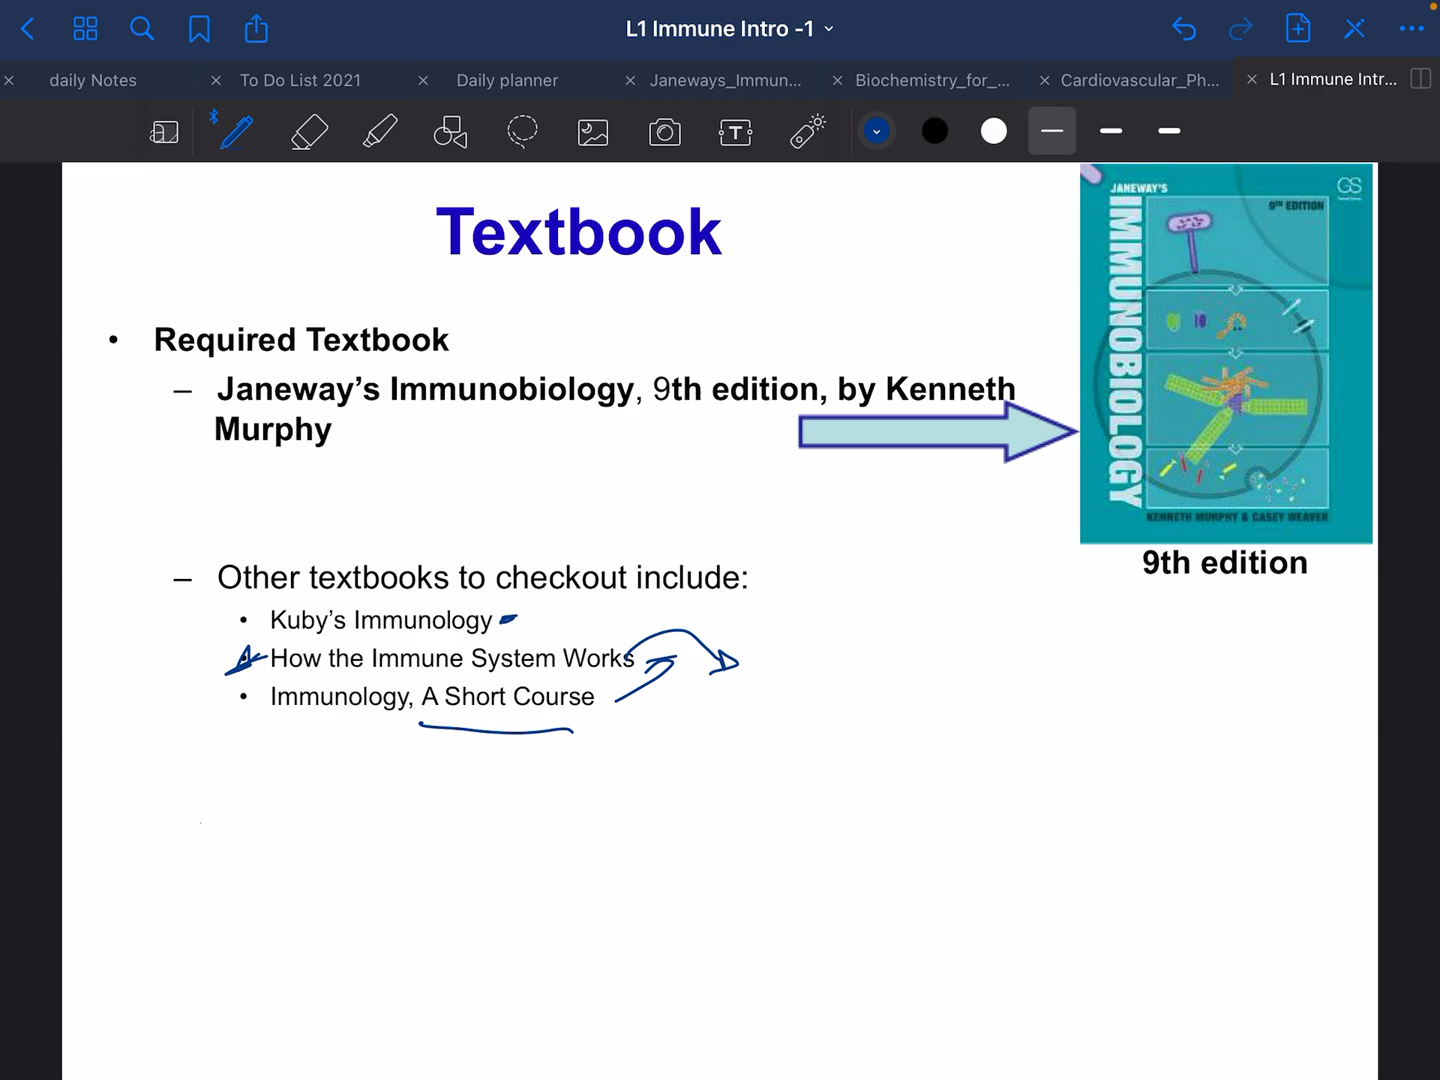 L1 Immune Intro -1
daily Notes
To Do List 2021
Daily planner
Janeways_Immun...
Biochemistry_for_...
Cardiovascular_Ph...
L1 Immune Intr...
T
Textbook
JANEWAY'S
GS
9TH EDITION
IMMUNOBIOLOGY
KENNETH MURPHY & CASEY WEAVER
9th edition
• Required Textbook
– Janeway’s Immunobiology, 9th edition, by Kenneth
Murphy
– Other textbooks to checkout include:
• Kuby’s Immunology
How the Immune System Works
• Immunology, A Short Course